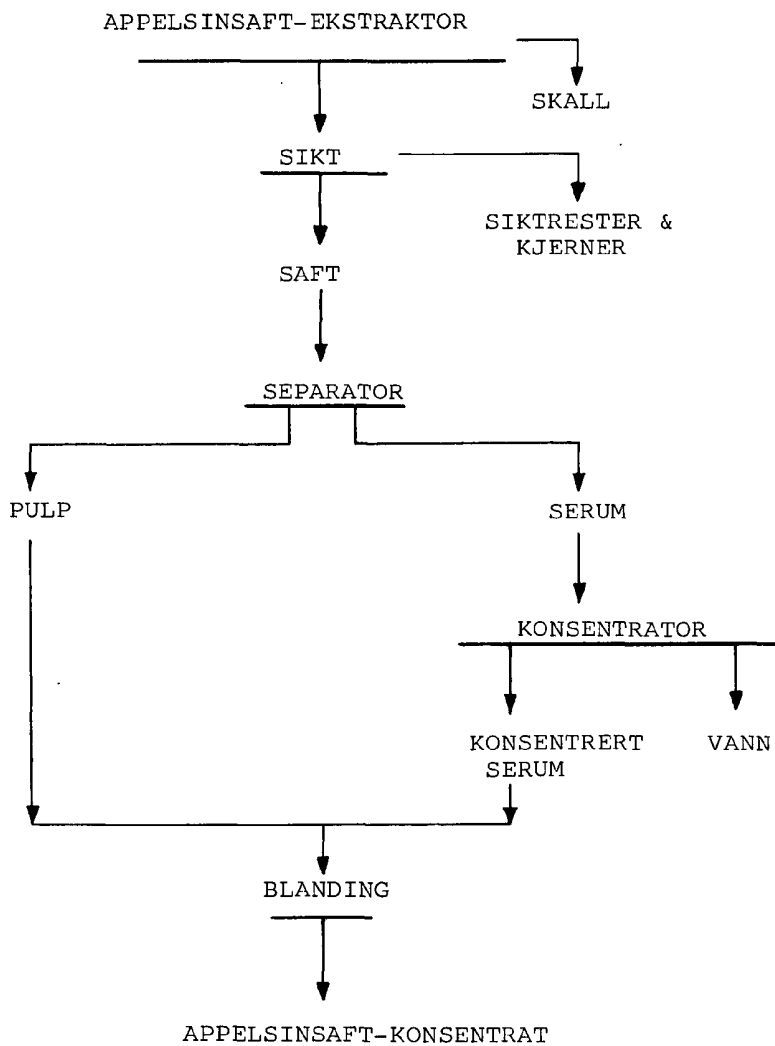 APPELSINSAFT-EKSTRAKTOR
SKALL
SIKT
SIKTRESTER &
KJERNER
SAFT
SEPARATOR
PULP
SERUM
KONSENTRATOR
KONSENTRERT
SERUM
VANN
BLANDING
APPELSINSAFT-KONSENTRAT